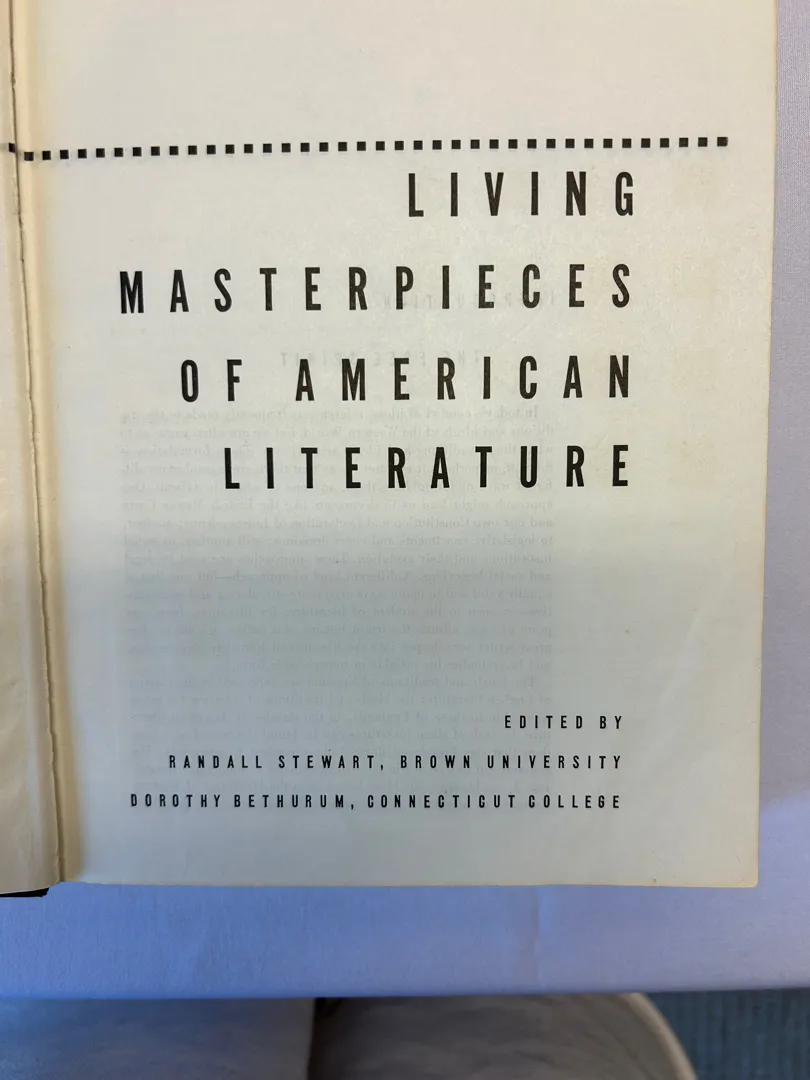 LIVING
MASTERPIECES
OF AMERICAN
LITERATURE
EDITED BY
RANDALL STEWART, BROWN UNIVERSITY
DOROTHY BETHURUM, CONNECTICUT COLLEGE